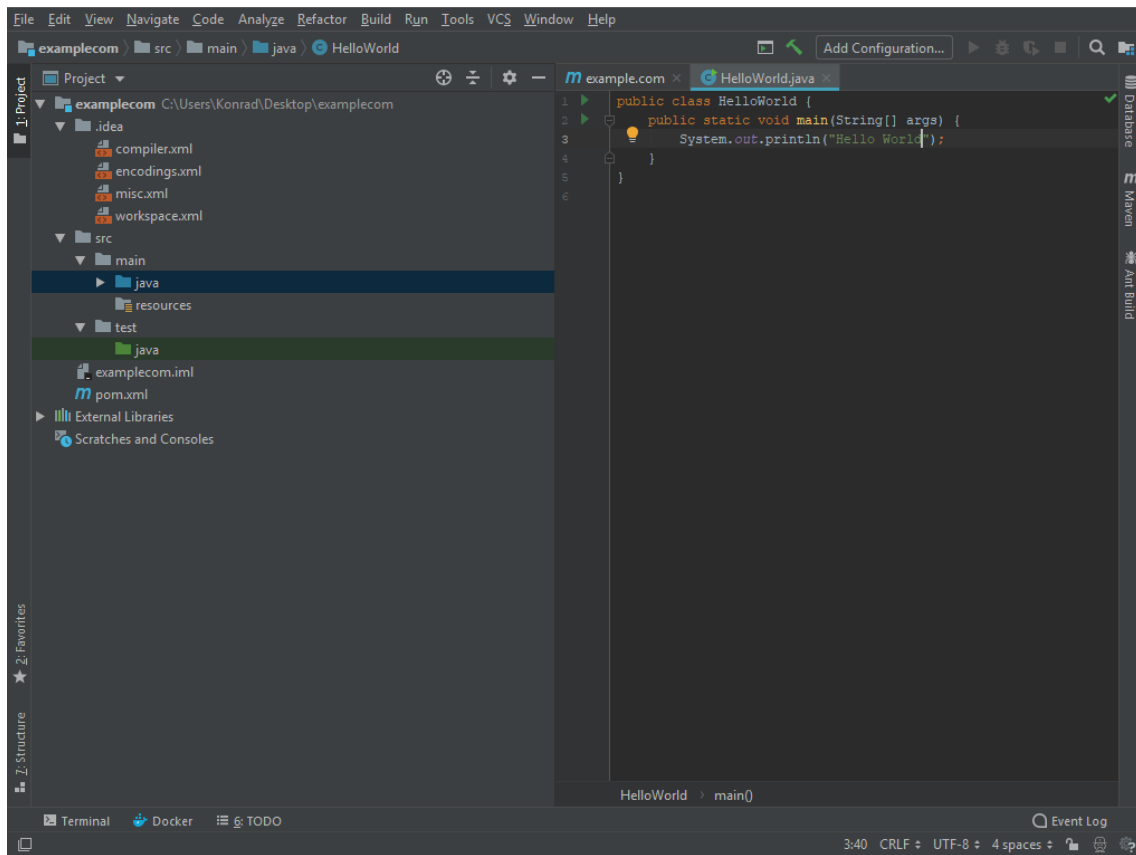 File Edit View Navigate Code Analyze Refactor Build Run Tools VCS Window Help
examplecom src main java HelloWorld Add Configuration...
1: Project
2: Favorites
7: Structure
Project
examplecom C:\Users\Konrad\Desktop\examplecom
.idea
compiler.xml
encodings.xml
misc.xml
workspace.xml
src
main
java
resources
test
java
examplecom.iml
m pom.xml
External Libraries
Scratches and Consoles
m example.com HelloWorld.java
1 public class HelloWorld {
2 public static void main(String[] args) {
3 System.out.println("Hello World");
4 }
5 }
6
HelloWorld main()
Database
m Maven
Ant Build
Terminal Docker 6: TODO Event Log
3:40 CRLF UTF-8 4 spaces